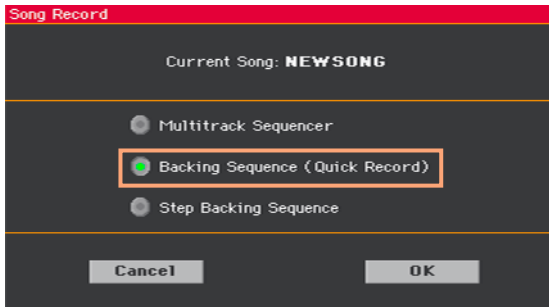 Song Record
Current Song: NEWSONG
Multitrack Sequencer
Backing Sequence (Quick Record)
Step Backing Sequence
Cancel OK